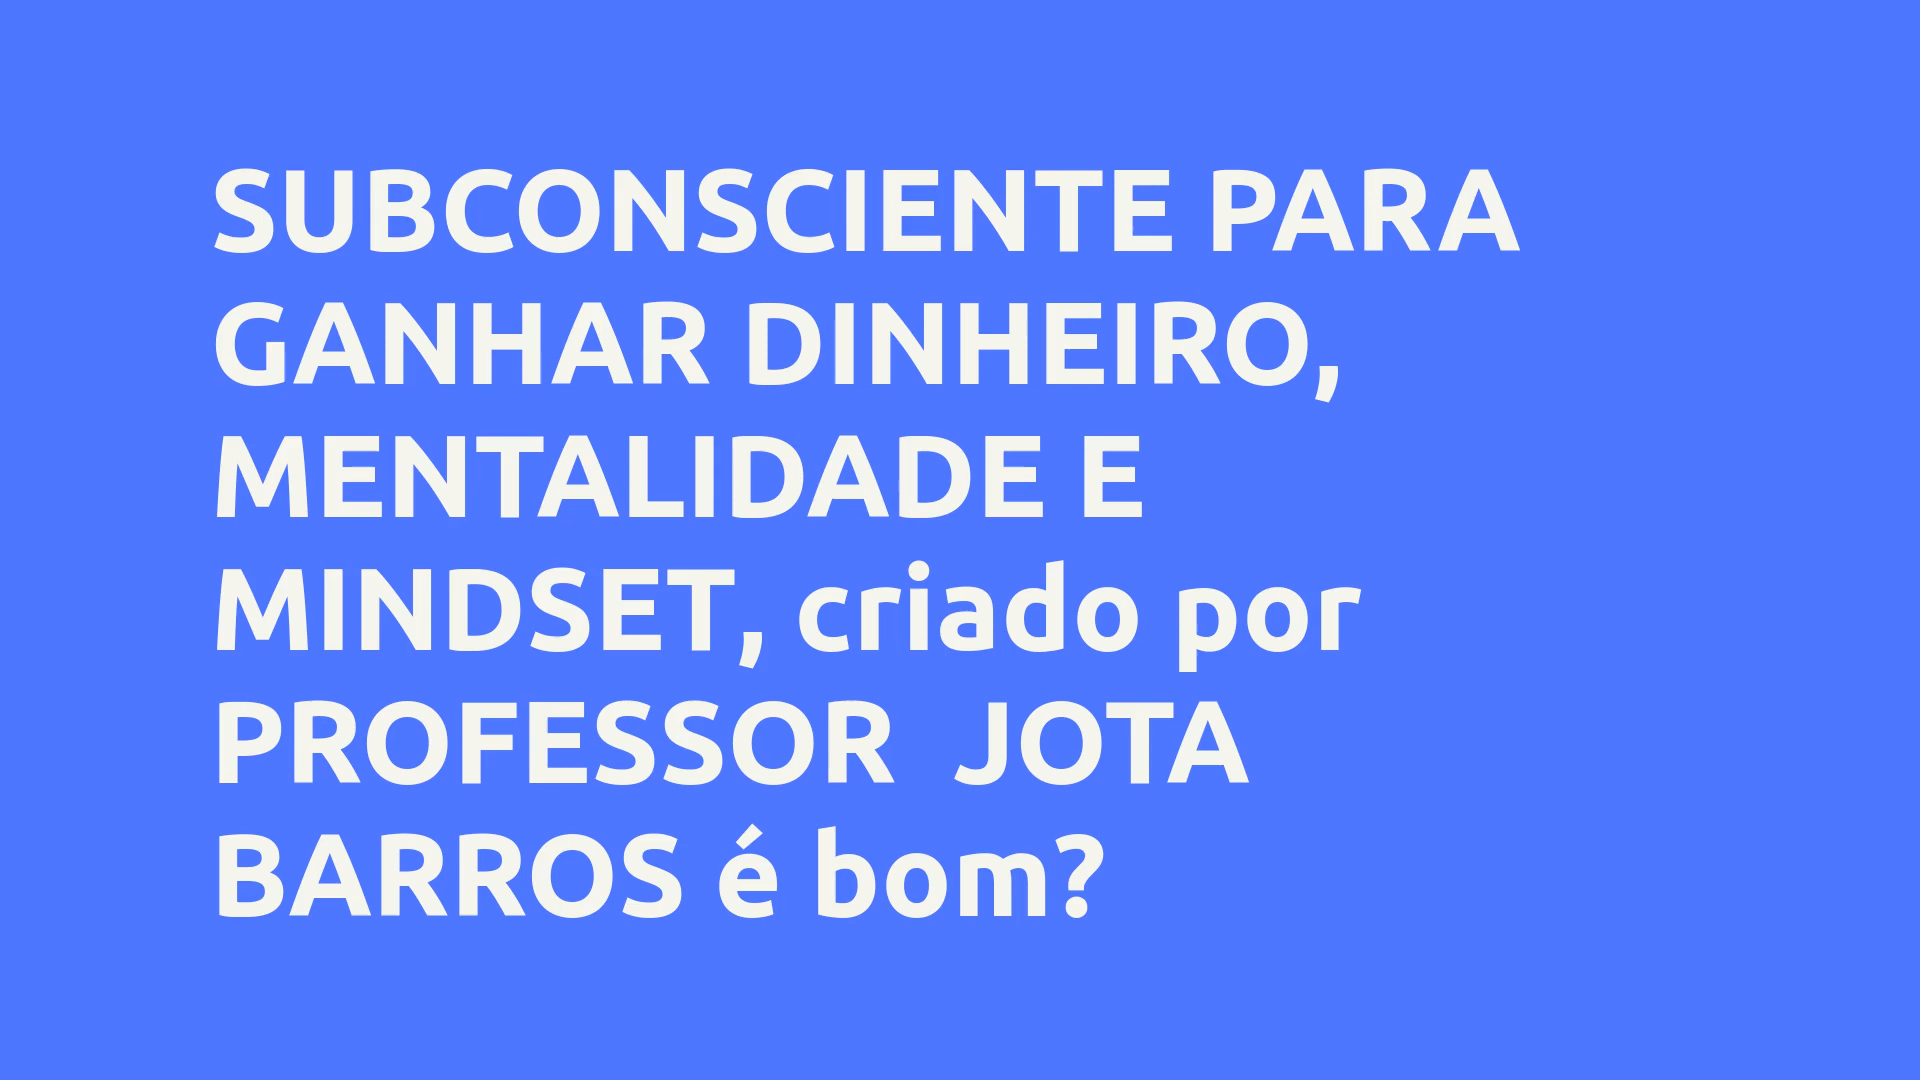 SUBCONSCIENTE PARA
GANHAR DINHEIRO,
MENTALIDADE E
MINDSET, criado por
PROFESSOR  JOTA
BARROS é bom?